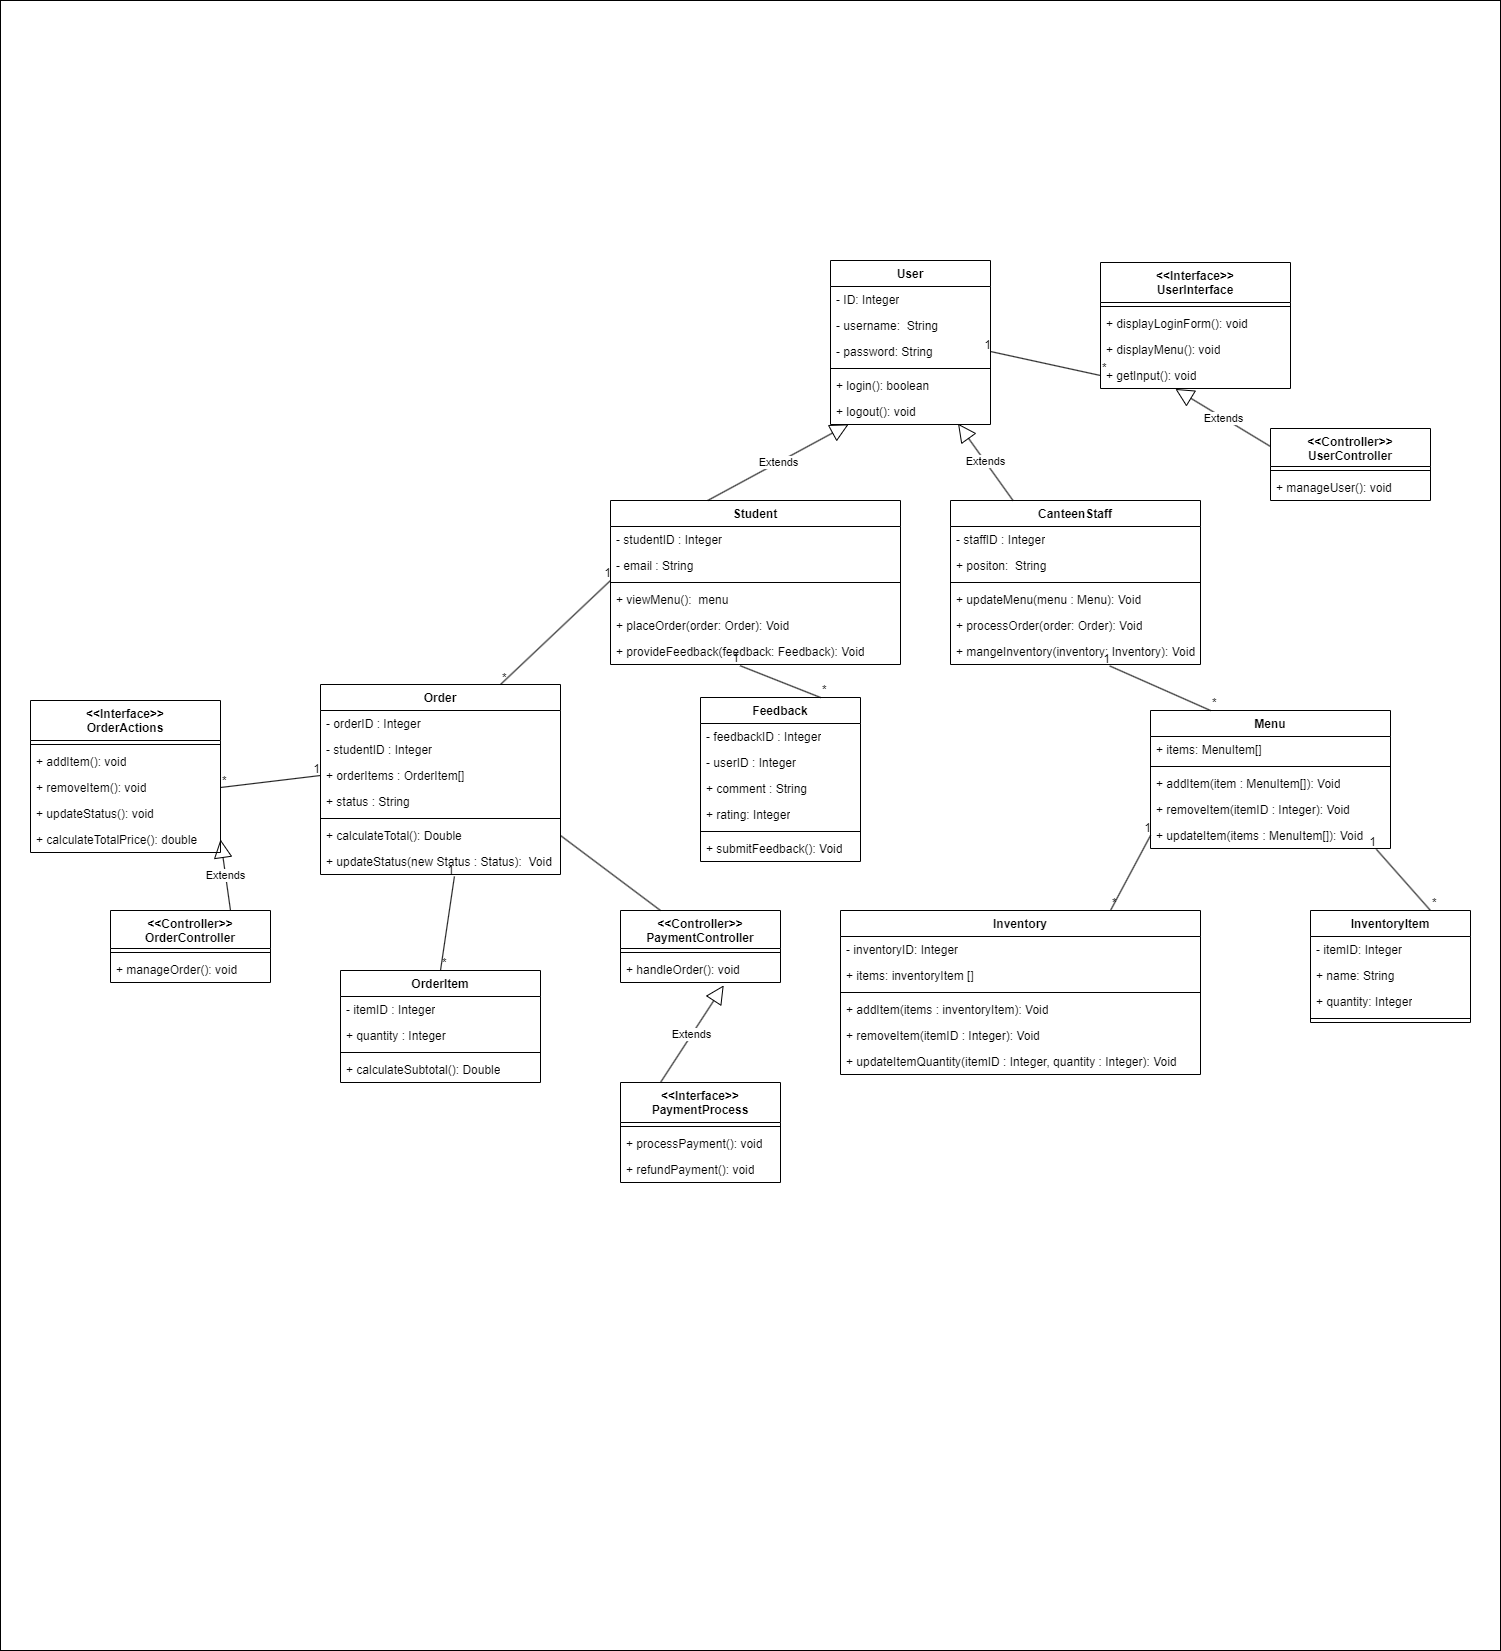 User
- ID: Integer
- username:  String
- password: String
+ login(): boolean
+ logout(): void
1
*
<<Interface>>
UserInterface
+ displayLoginForm(): void
+ displayMenu(): void
+ getInput(): void
Extends
<<Controller>>
UserController
+ manageUser(): void
Extends
Extends
Student
- studentID : Integer
- email : String
+ viewMenu():  menu
+ placeOrder(order: Order): Void
+ provideFeedback(feedback: Feedback): Void
1
*
1
*
CanteenStaff
- staffID : Integer
+ positon:  String
+ updateMenu(menu : Menu): Void
+ processOrder(order: Order): Void
+ mangeInventory(inventory: Inventory): Void
1
*
<<Interface>>
OrderActions
+ addItem(): void
+ removeItem(): void
+ updateStatus(): void
+ calculateTotalPrice(): double
*
1
Extends
<<Controller>>
OrderController
+ manageOrder(): void
Order
- orderID : Integer
- studentID : Integer
+ orderItems : OrderItem[]
+ status : String
+ calculateTotal(): Double
+ updateStatus(new Status : Status):  Void
1
*
OrderItem
- itemID : Integer
+ quantity : Integer
+ calculateSubtotal(): Double
Feedback
- feedbackID : Integer
- userID : Integer
+ comment : String
+ rating: Integer
+ submitFeedback(): Void
<<Controller>>
PaymentController
+ handleOrder(): void
Extends
<<Interface>>
PaymentProcess
+ processPayment(): void
+ refundPayment(): void
Menu
+ items: MenuItem[]
+ addItem(item : MenuItem[]): Void
+ removeItem(itemID : Integer): Void
+ updateItem(items : MenuItem[]): Void
1
*
1
*
Inventory
- inventoryID: Integer
+ items: inventoryItem []
+ addItem(items : inventoryItem): Void
+ removeItem(itemID : Integer): Void
+ updateItemQuantity(itemID : Integer, quantity : Integer): Void
InventoryItem
- itemID: Integer
+ name: String
+ quantity: Integer